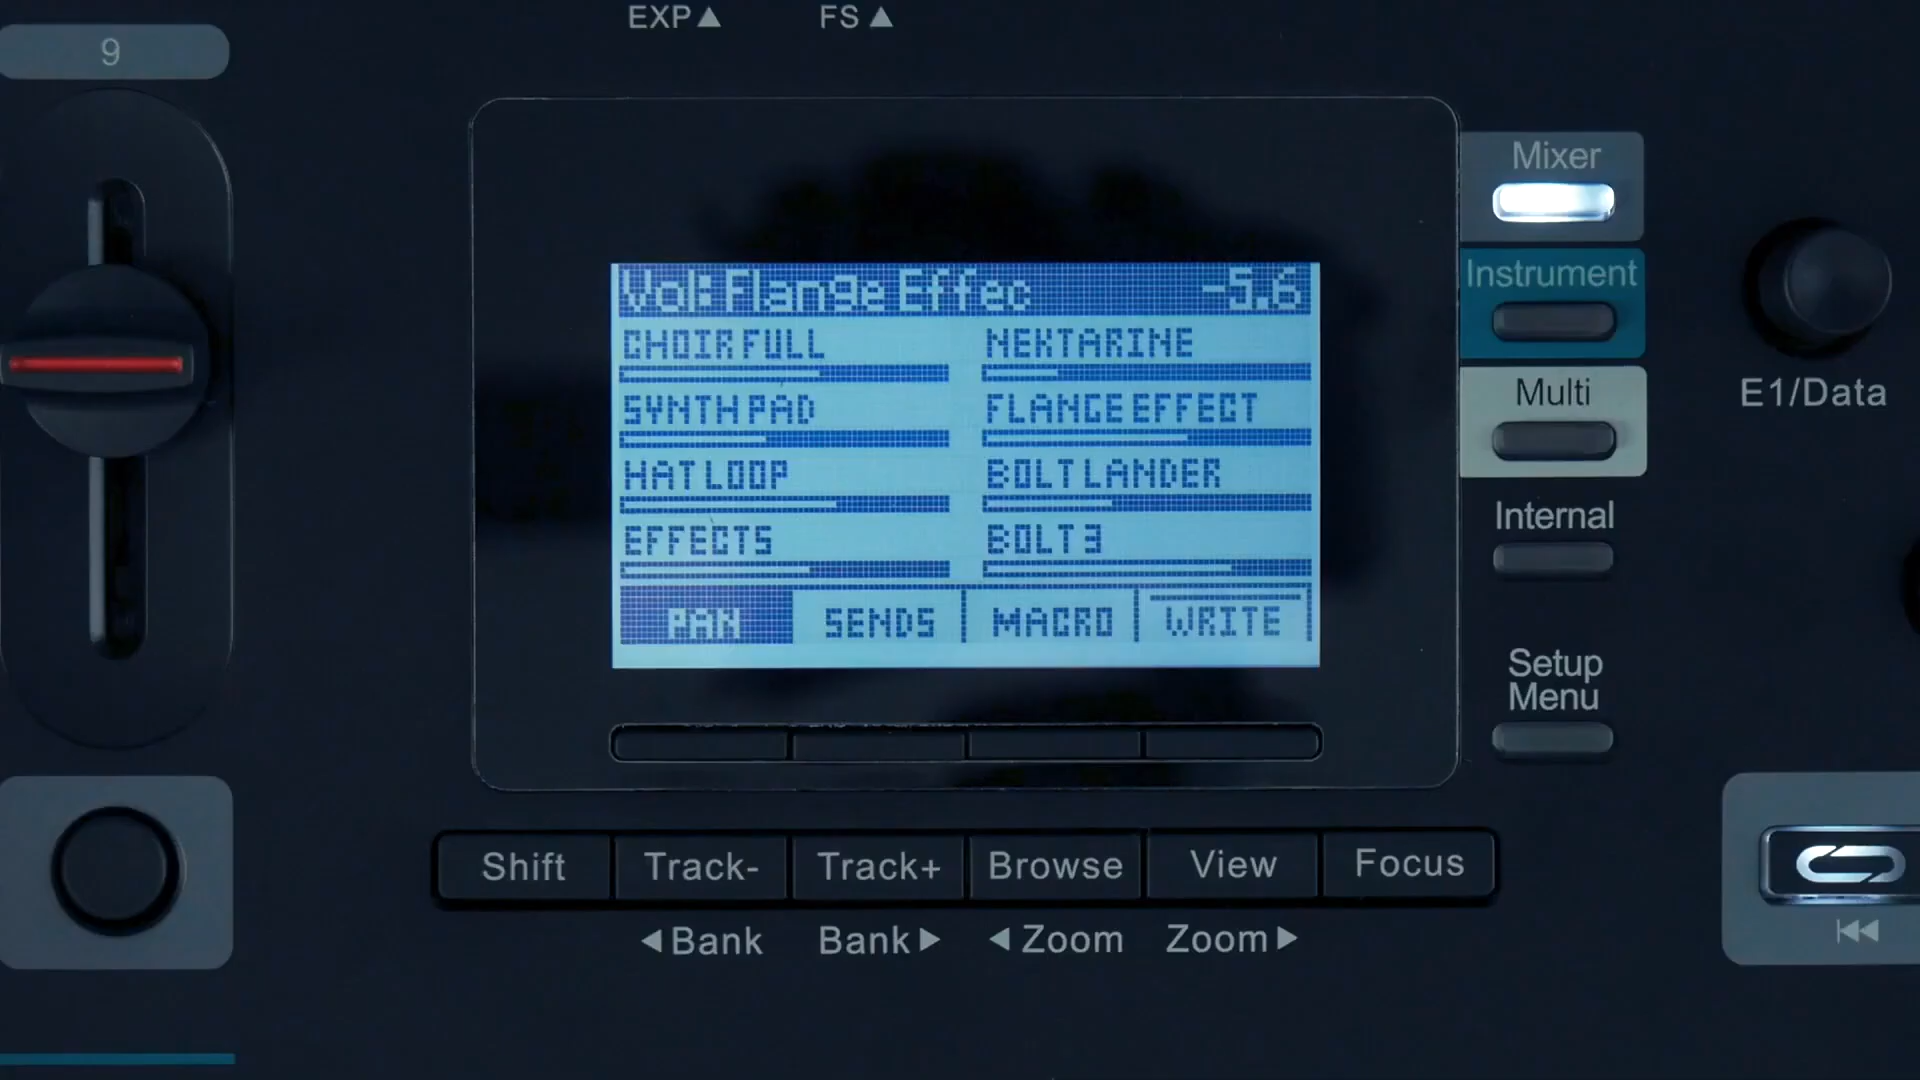 EXP▲ FS▲
9
Mixer
Instrument
Multi
Internal
Setup
Menu
E1/Data
Vol: Flange Effec -5.6
CHOIR FULL NEKTARINE
SYNTH PAD FLANGE EFFECT
HAT LOOP BOLT LANDER
EFFECTS BOLT 3
PAN SENDS MACRO WRITE
Shift Track- Track+ Browse View Focus
◀Bank Bank▶ ◀Zoom Zoom▶